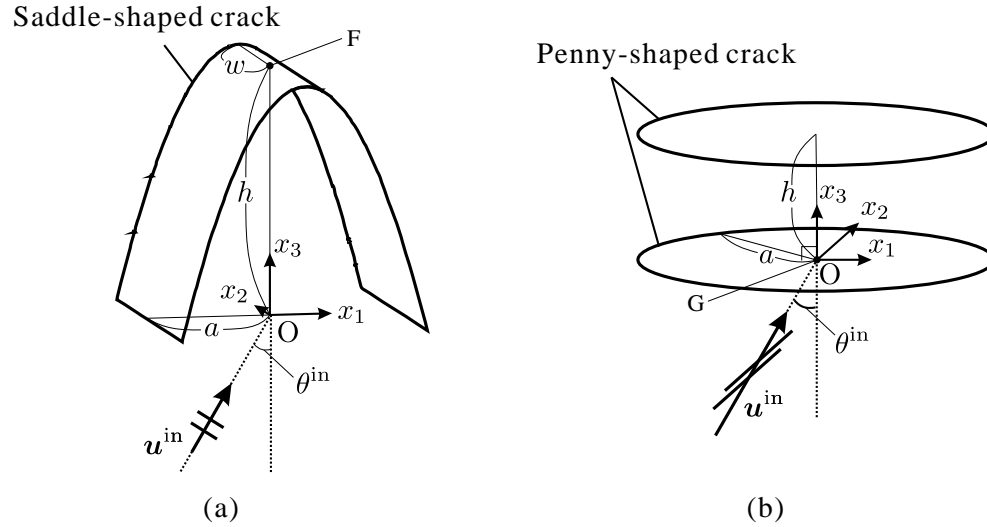 Saddle-shaped crack
F
w
h
x₃
x₂
x₁
a
O
θⁱⁿ
uⁱⁿ
(a)
Penny-shaped crack
h
x₃
x₂
x₁
a
O
G
θⁱⁿ
uⁱⁿ
(b)